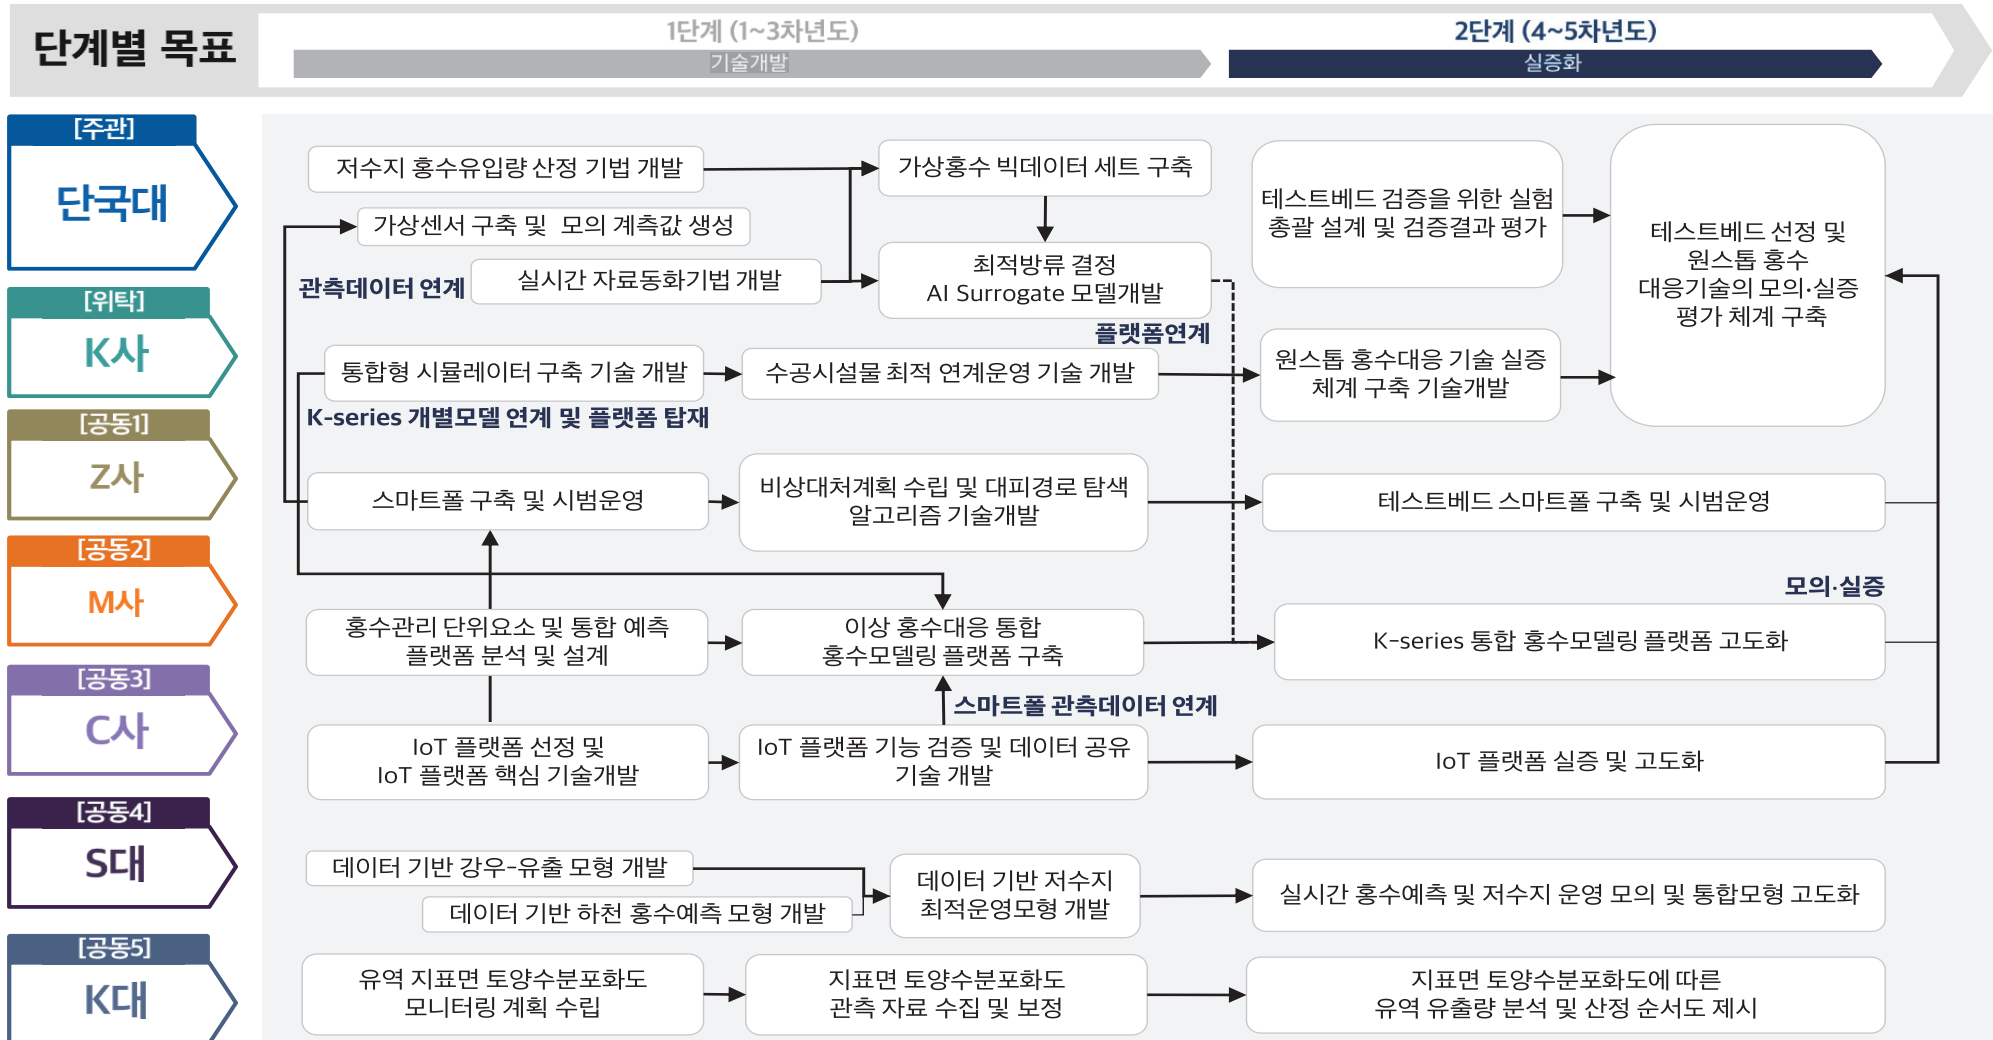 단계별 목표
1단계 (1~3차년도)
기술개발
2단계 (4~5차년도)
실증화
[주관]
단국대
저수지 홍수유입량 산정 기법 개발
가상홍수 빅데이터 세트 구축
가상센서 구축 및 모의 계측값 생성
관측데이터 연계
실시간 자료동화기법 개발
최적방류 결정
AI Surrogate 모델개발
테스트베드 검증을 위한 실험
총괄 설계 및 검증결과 평가
테스트베드 선정 및
원스톱 홍수
대응기술의 모의·실증
평가 체계 구축
[위탁]
K사
플랫폼연계
통합형 시뮬레이터 구축 기술 개발
수공시설물 최적 연계운영 기술 개발
원스톱 홍수대응 기술 실증
체계 구축 기술개발
K-series 개별모델 연계 및 플랫폼 탑재
[공동1]
Z사
스마트폴 구축 및 시범운영
비상대처계획 수립 및 대피경로 탐색
알고리즘 기술개발
테스트베드 스마트폴 구축 및 시범운영
[공동2]
M사
모의·실증
홍수관리 단위요소 및 통합 예측
플랫폼 분석 및 설계
이상 홍수대응 통합
홍수모델링 플랫폼 구축
K-series 통합 홍수모델링 플랫폼 고도화
[공동3]
C사
스마트폴 관측데이터 연계
IoT 플랫폼 선정 및
IoT 플랫폼 핵심 기술개발
IoT 플랫폼 기능 검증 및 데이터 공유
기술 개발
IoT 플랫폼 실증 및 고도화
[공동4]
S대
데이터 기반 강우-유출 모형 개발
데이터 기반 하천 홍수예측 모형 개발
데이터 기반 저수지
최적운영모형 개발
실시간 홍수예측 및 저수지 운영 모의 및 통합모형 고도화
[공동5]
K대
유역 지표면 토양수분포화도
모니터링 계획 수립
지표면 토양수분포화도
관측 자료 수집 및 보정
지표면 토양수분포화도에 따른
유역 유출량 분석 및 산정 순서도 제시